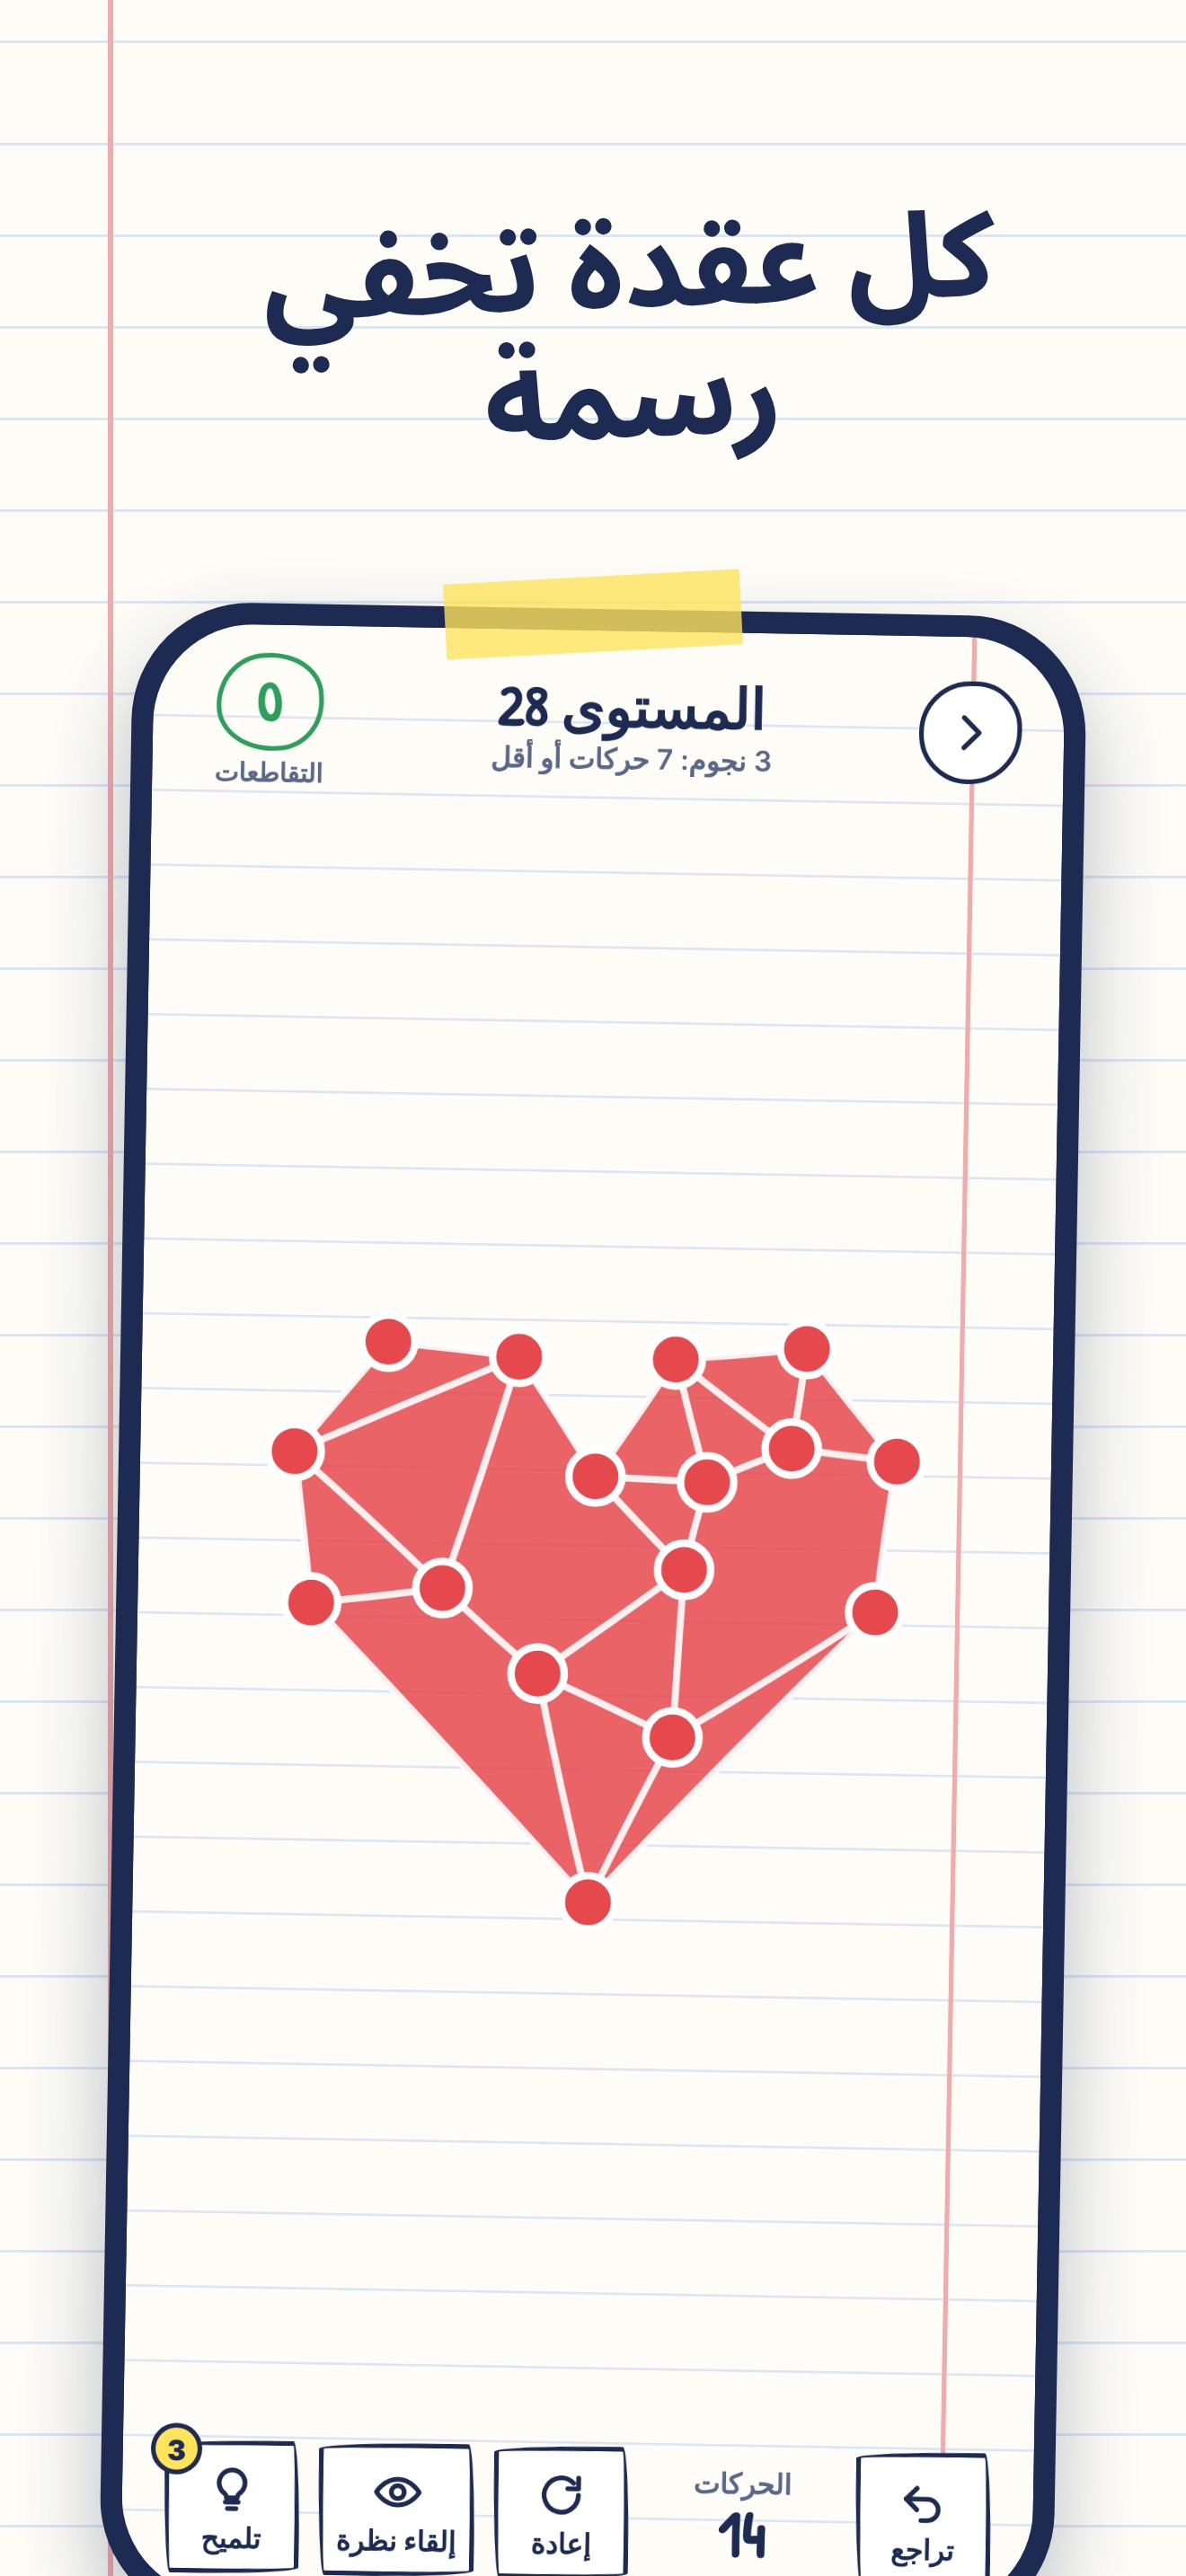 كل عقدة تخفي
رسمة
المستوى 28
3 نجوم: 7 حركات أو أقل
0
التقاطعات
تراجع
الحركات
14
إعادة
إلقاء نظرة
3
تلميح